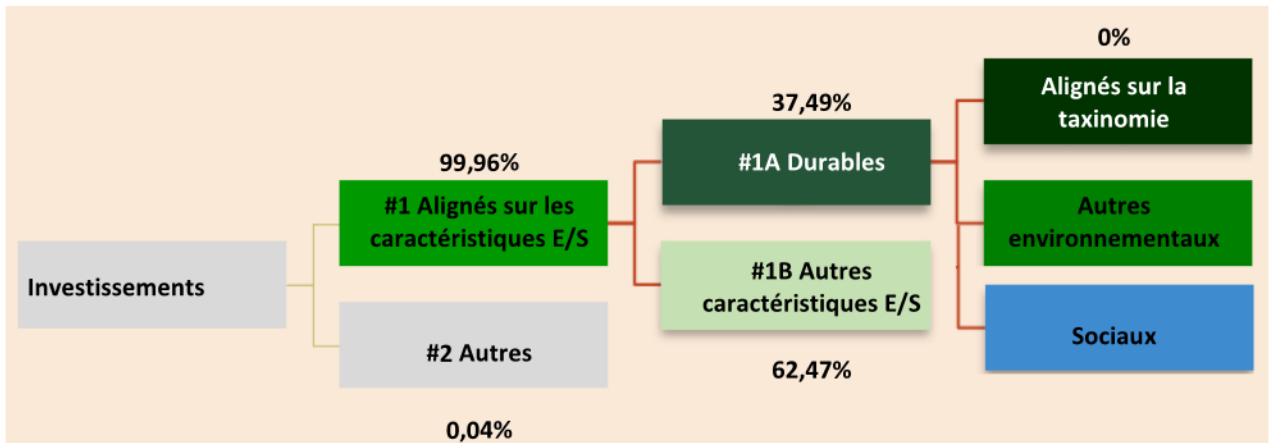 0%
Alignés sur la
taxinomie
37,49%
#1A Durables
99,96%
#1 Alignés sur les
caractéristiques E/S
Autres
environnementaux
Investissements
#1B Autres
caractéristiques E/S
#2 Autres
Sociaux
62,47%
0,04%